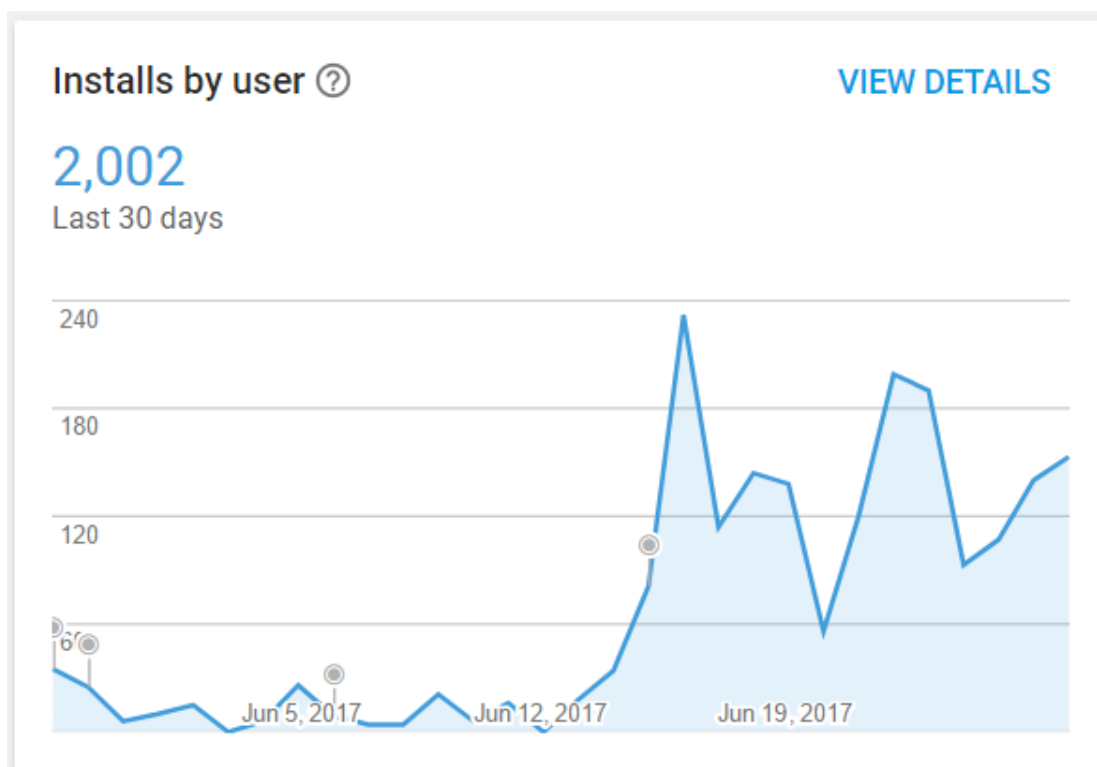 Installs by user ?
VIEW DETAILS
2,002
Last 30 days
240
180
120
60
Jun 5, 2017
Jun 12, 2017
Jun 19, 2017